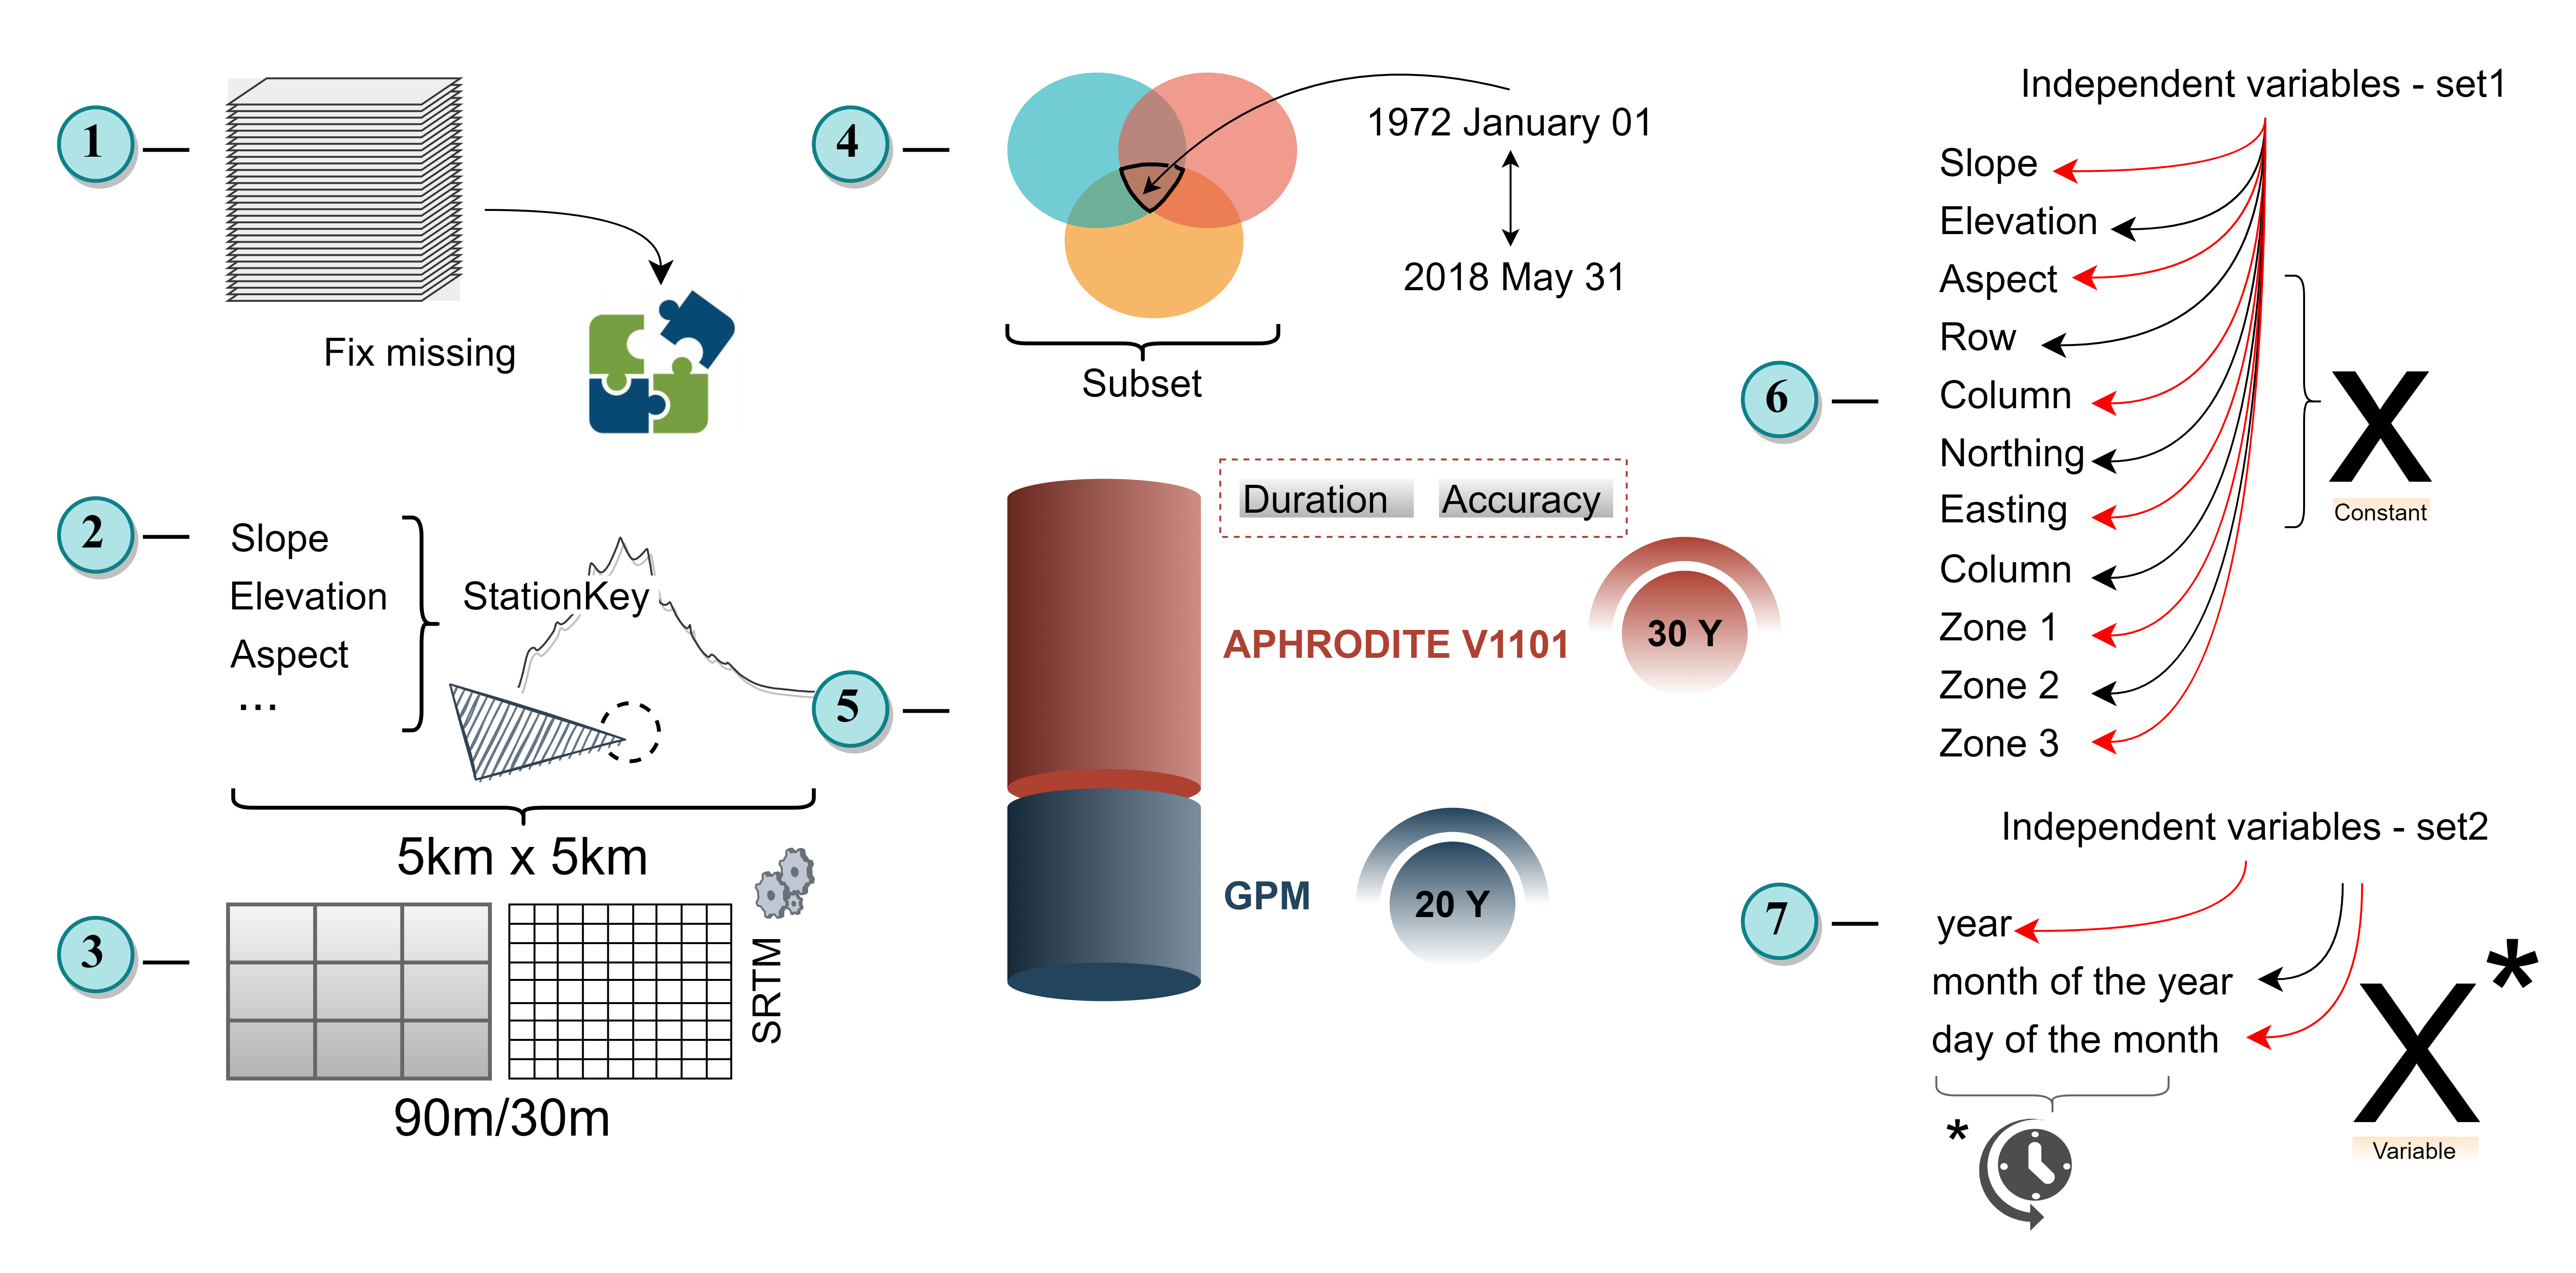 1
Fix missing
2
Slope
Elevation
Aspect
...
StationKey
5km x 5km
3
SRTM
90m/30m
4
1972 January 01
2018 May 31
Subset
5
Duration
Accuracy
APHRODITE V1101
30 Y
GPM
20 Y
6
Independent variables - set1
Slope
Elevation
Aspect
Row
Column
Northing
Easting
Column
Zone 1
Zone 2
Zone 3
X
Constant
7
Independent variables - set2
year
month of the year
day of the month
*
X*
Variable